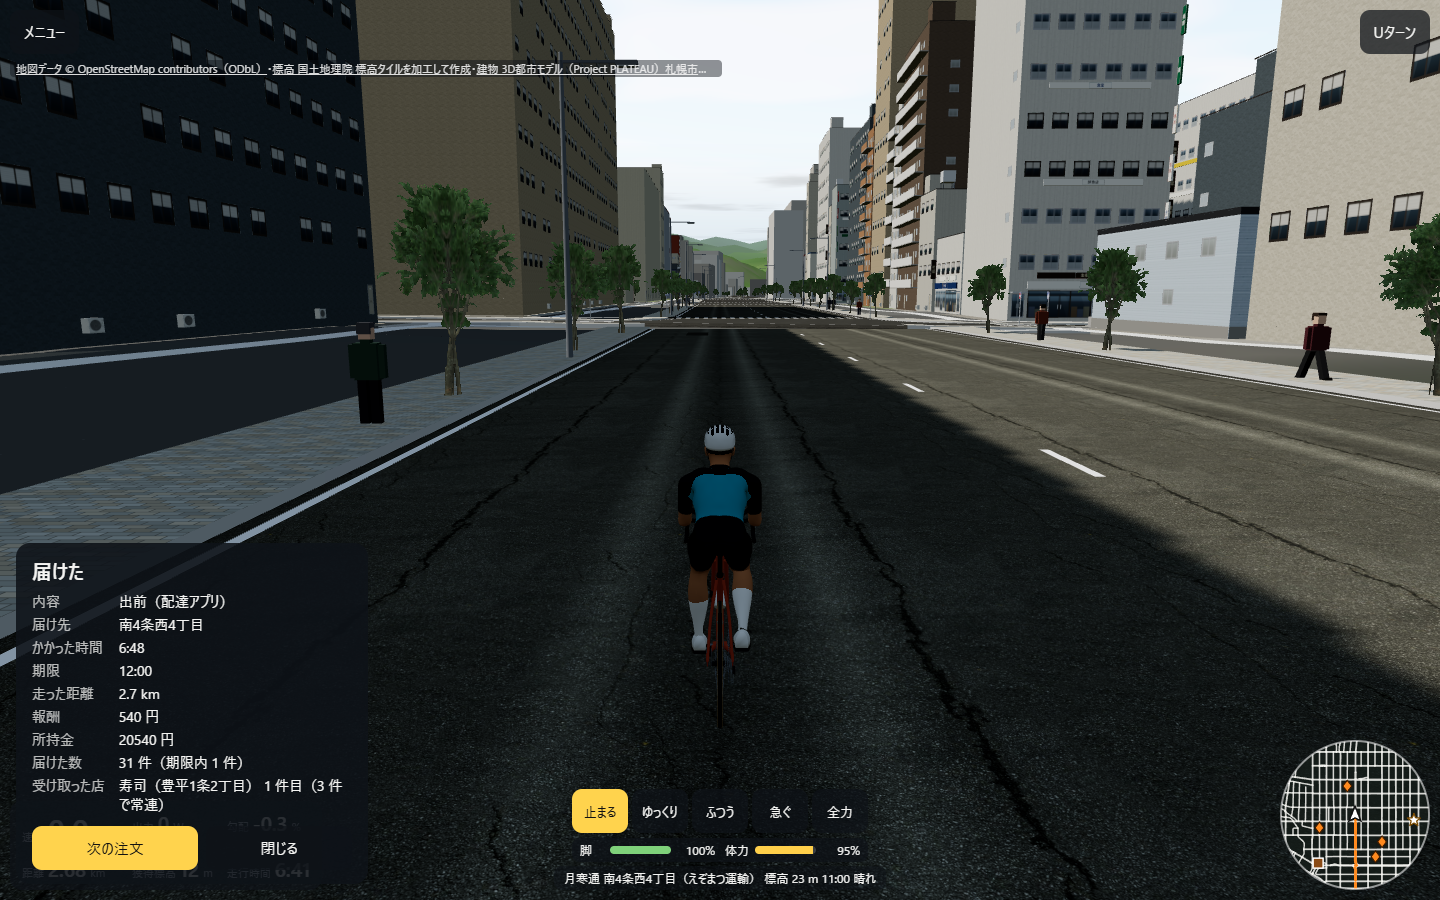 メニュー
Uターン
地図データ © OpenStreetMap contributors（ODbL）・標高 国土地理院 標高タイルを加工して作成・建物 3D都市モデル（Project PLATEAU）札幌市…
届けた
内容 出前（配達アプリ）
届け先 南4条西4丁目
かかった時間 6:48
期限 12:00
走った距離 2.7 km
報酬 540 円
所持金 20540 円
届けた数 31 件（期限内 1 件）
受け取った店 寿司（豊平1条2丁目） 1 件目（3 件
で常連）
次の注文 閉じる
止まる ゆっくり ふつう 急ぐ 全力
脚 100% 体力 95%
月寒通 南4条西4丁目（えぞまつ運輸） 標高 23 m 11:00 晴れ